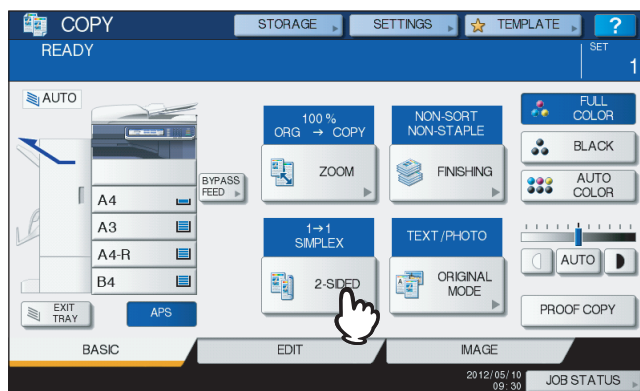 COPY
STORAGE
SETTINGS
TEMPLATE
?
READY
SET
1
AUTO
100 %
ORG → COPY
ZOOM
NON-SORT
NON-STAPLE
FINISHING
FULL
COLOR
BLACK
AUTO
COLOR
BYPASS
FEED
A4
A3
A4-R
B4
1→1
SIMPLEX
2-SIDED
TEXT/PHOTO
ORIGINAL
MODE
AUTO
EXIT
TRAY
APS
PROOF COPY
BASIC
EDIT
IMAGE
2012/05/10
09:30
JOB STATUS